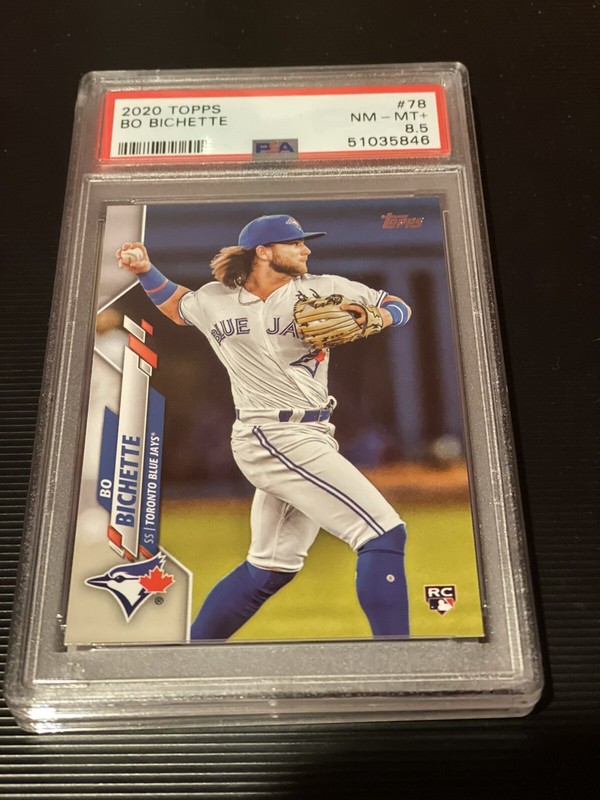 2020 TOPPS #78
BO BICHETTE NM - MT+
8.5
PSA 51035846
TOPPS
BLUE JA
BO
BICHETTE
SS | TORONTO BLUE JAYS®
®
RC